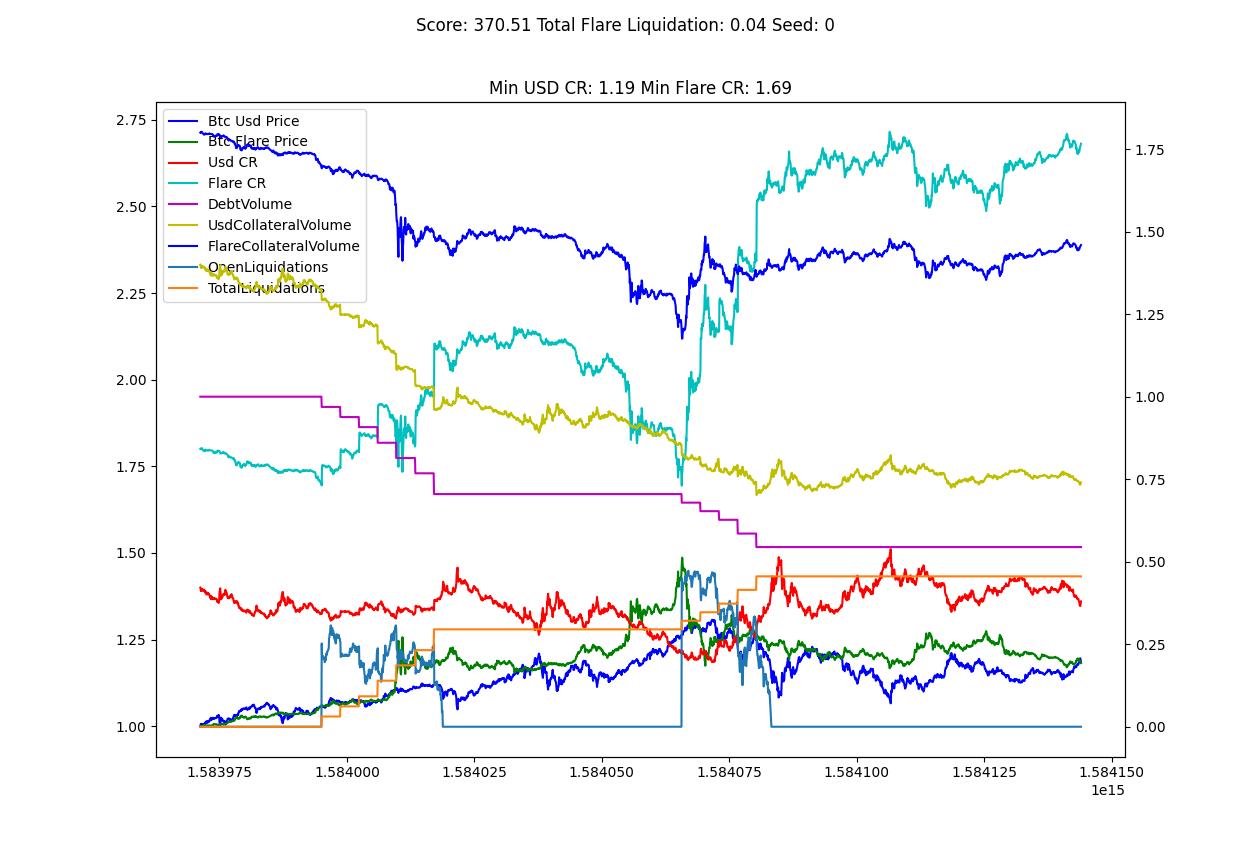 Score: 370.51 Total Flare Liquidation: 0.04 Seed: 0
Min USD CR: 1.19 Min Flare CR: 1.69
Btc Usd Price
Btc Flare Price
Usd CR
Flare CR
DebtVolume
UsdCollateralVolume
FlareCollateralVolume
OpenLiquidations
TotalLiquidations
2.75
2.50
2.25
2.00
1.75
1.50
1.25
1.00
1.75
1.50
1.25
1.00
0.75
0.50
0.25
0.00
1.583975 1.584000 1.584025 1.584050 1.584075 1.584100 1.584125 1.584150
1e15